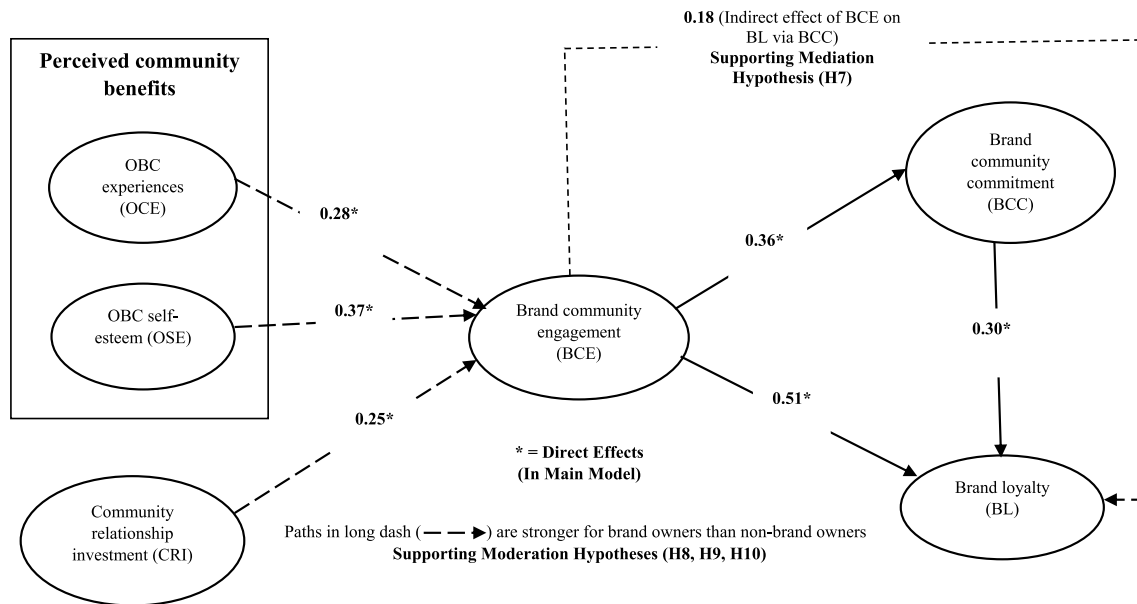 0.18 (Indirect effect of BCE on
BL via BCC)
Supporting Mediation
Hypothesis (H7)
Perceived community
benefits
OBC
experiences
(OCE)
0.28*
Brand
community
commitment
(BCC)
0.36*
OBC self-
esteem (OSE)
0.37*
Brand community
engagement
(BCE)
0.30*
0.25*
0.51*
* = Direct Effects
(In Main Model)
Community
relationship
investment (CRI)
Brand loyalty
(BL)
Paths in long dash ( ) are stronger for brand owners than non-brand owners
Supporting Moderation Hypotheses (H8, H9, H10)